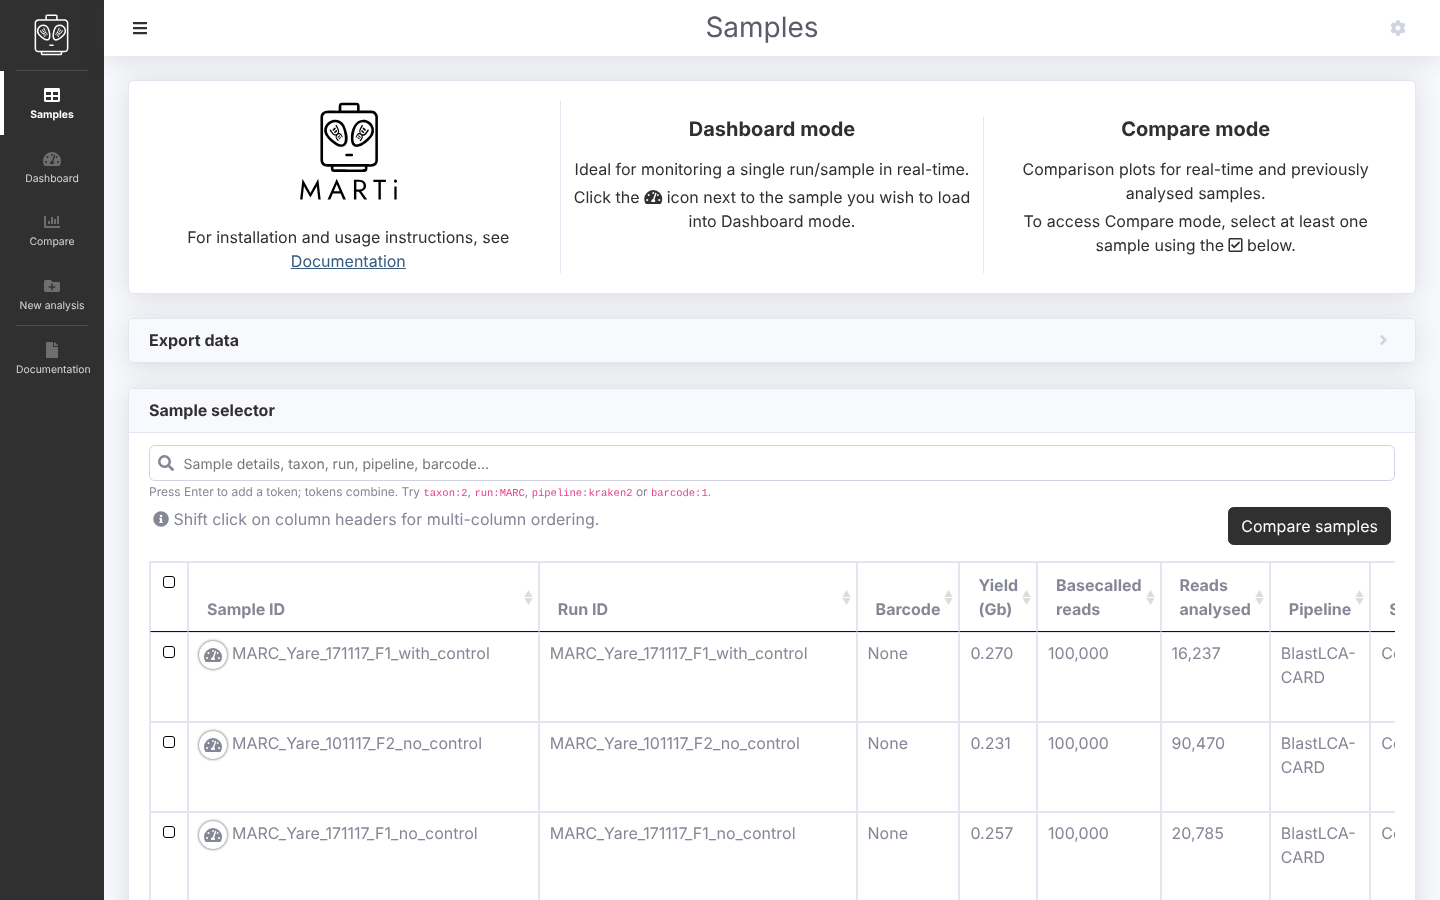 Samples
Samples
Dashboard
Compare
New analysis
Documentation
MARTi
For installation and usage instructions, see
Documentation
Dashboard mode
Ideal for monitoring a single run/sample in real-time.
Click the icon next to the sample you wish to load
into Dashboard mode.
Compare mode
Comparison plots for real-time and previously
analysed samples.
To access Compare mode, select at least one
sample using the below.
Export data
Sample selector
Sample details, taxon, run, pipeline, barcode...
Press Enter to add a token; tokens combine. Try taxon:2, run:MARC, pipeline:kraken2 or barcode:1.
Shift click on column headers for multi-column ordering.
Compare samples
Sample ID Run ID Barcode Yield (Gb) Basecalled reads Reads analysed Pipeline
MARC_Yare_171117_F1_with_control MARC_Yare_171117_F1_with_control None 0.270 100,000 16,237 BlastLCA-
CARD
MARC_Yare_101117_F2_no_control MARC_Yare_101117_F2_no_control None 0.231 100,000 90,470 BlastLCA-
CARD
MARC_Yare_171117_F1_no_control MARC_Yare_171117_F1_no_control None 0.257 100,000 20,785 BlastLCA-
CARD